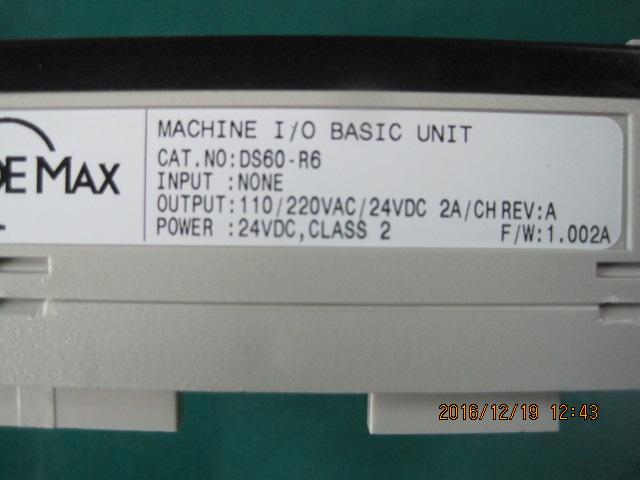 DE MAX
MACHINE I/O BASIC UNIT
CAT.NO:DS60-R6
INPUT :NONE
OUTPUT:110/220VAC/24VDC 2A/CH REV:A
POWER :24VDC,CLASS 2 F/W:1.002A
2016/12/19 12:43